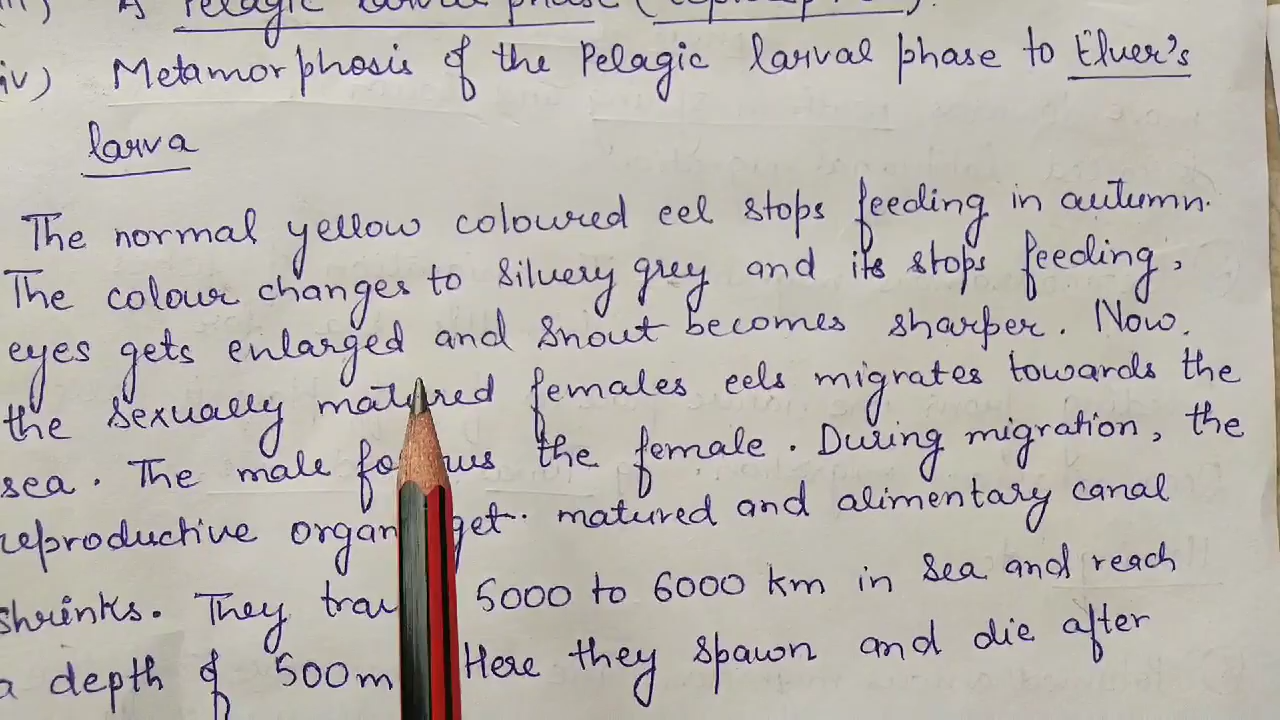 A Pelagic larval phase (
iv) Metamorphosis of the Pelagic larval phase to Eluer's
larva
The normal yellow coloured eel stops feeding in autumn.
The colour changes to silvery grey and its stops feeding,
eyes gets enlarged and snout becomes sharper. Now.
the sexually matured females eels migrates towards the
sea. The male the female. During migration, the
reproductive organ get. matured and alimentary canal
shrinks. They 5000 to 6000 km in sea and reach
a depth of 500m Here they spawn and die after